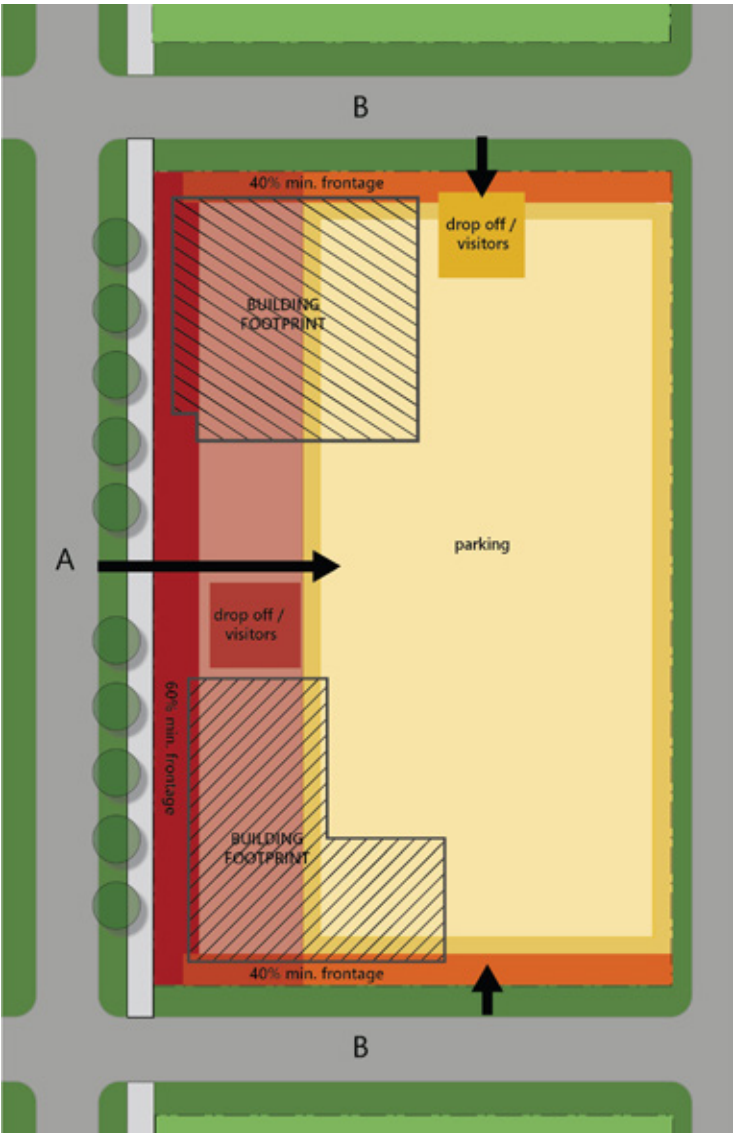 B
40% min. frontage
drop off /
visitors
BUILDING
FOOTPRINT
parking
A
drop off /
visitors
60% min. frontage
BUILDING
FOOTPRINT
40% min. frontage
B